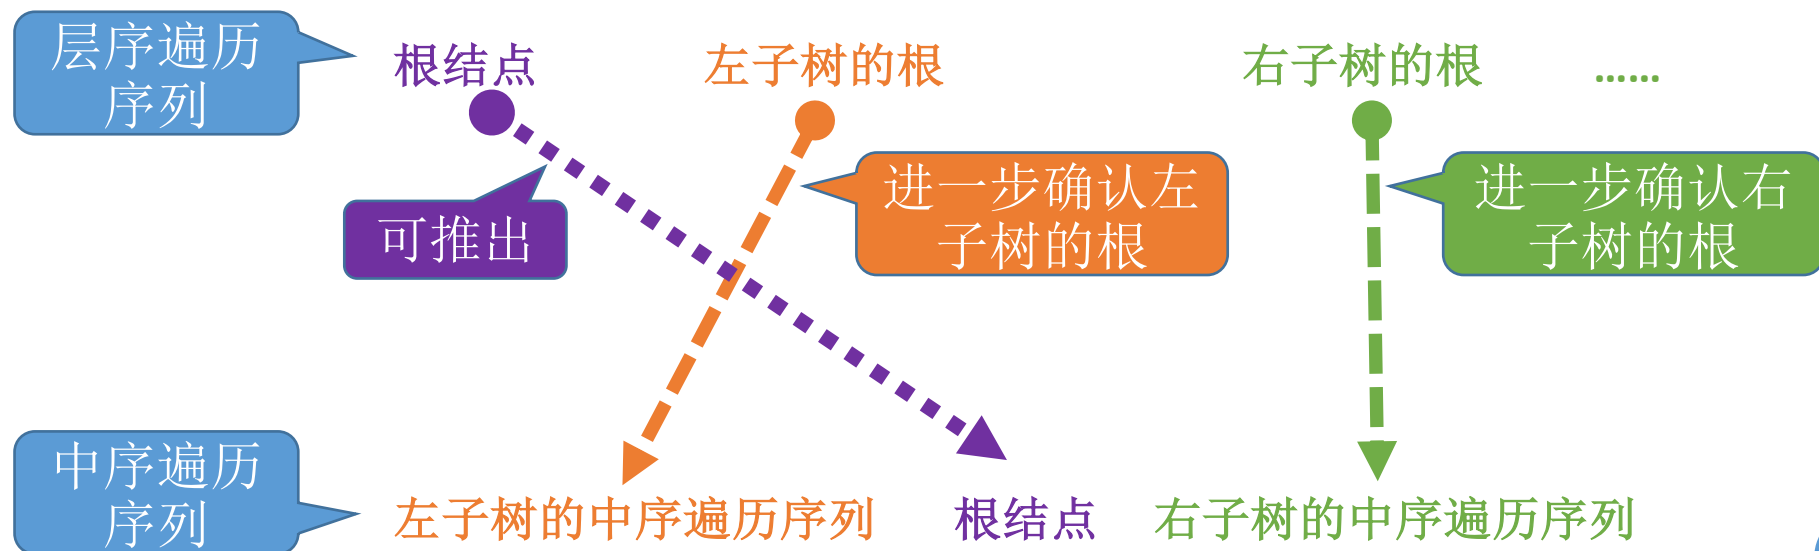 层序遍历
序列
根结点
左子树的根
右子树的根
……
可推出
进一步确认左
子树的根
进一步确认右
子树的根
中序遍历
序列
左子树的中序遍历序列
根结点
右子树的中序遍历序列